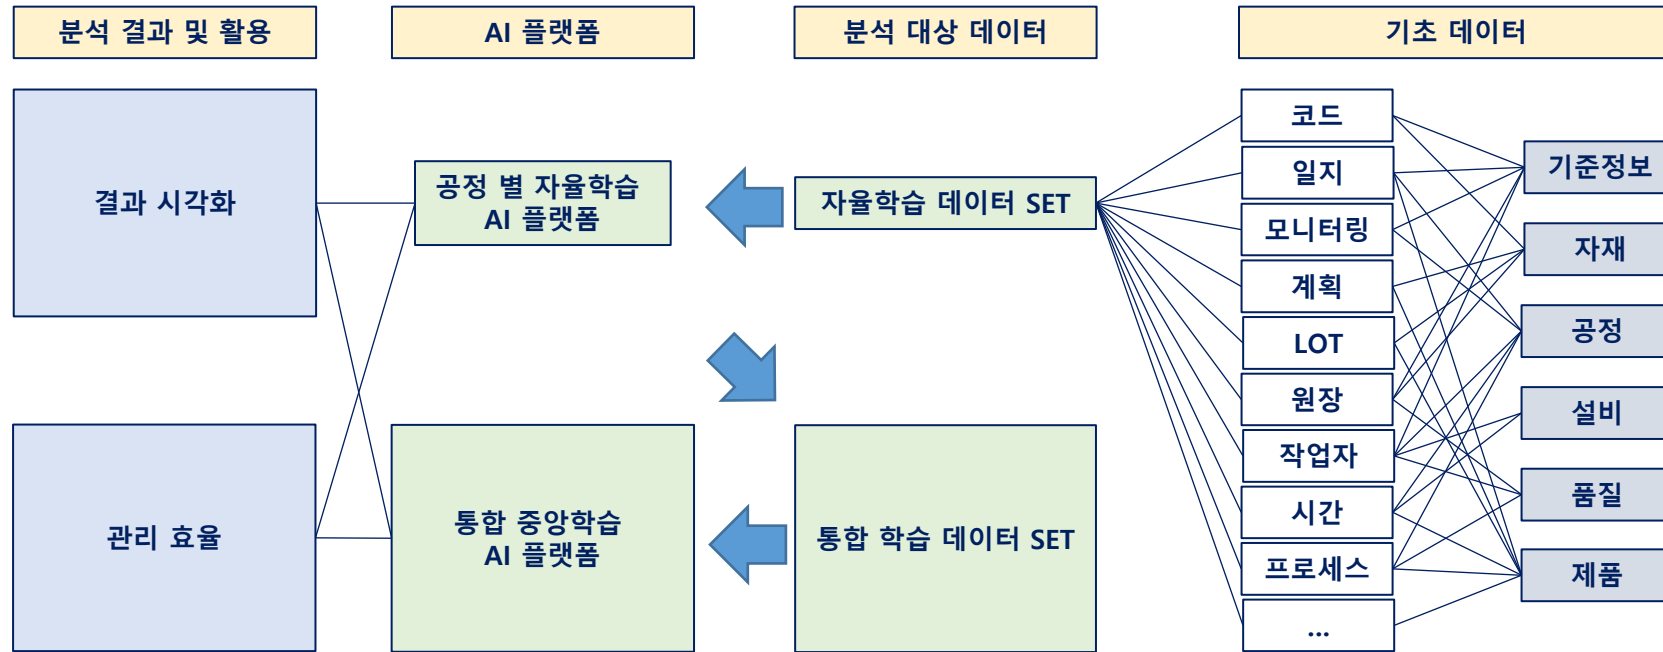 분석 결과 및 활용
AI 플랫폼
분석 대상 데이터
기초 데이터
결과 시각화
관리 효율
공정 별 자율학습
AI 플랫폼
통합 중앙학습
AI 플랫폼
자율학습 데이터 SET
통합 학습 데이터 SET
코드
일지
모니터링
계획
LOT
원장
작업자
시간
프로세스
...
기준정보
자재
공정
설비
품질
제품